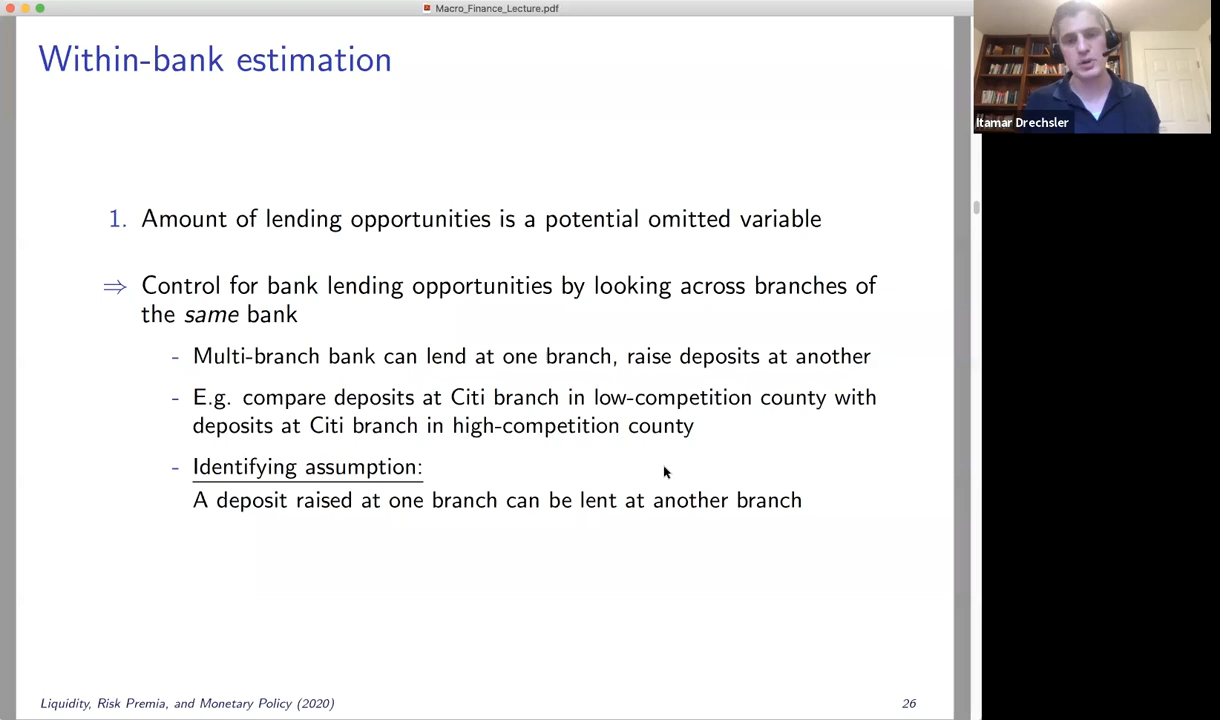 Macro_Finance_Lecture.pdf
Within-bank estimation
1. Amount of lending opportunities is a potential omitted variable
⇒ Control for bank lending opportunities by looking across branches of
the same bank
- Multi-branch bank can lend at one branch, raise deposits at another
- E.g. compare deposits at Citi branch in low-competition county with
deposits at Citi branch in high-competition county
- Identifying assumption:
A deposit raised at one branch can be lent at another branch
Liquidity, Risk Premia, and Monetary Policy (2020)
26
Itamar Drechsler